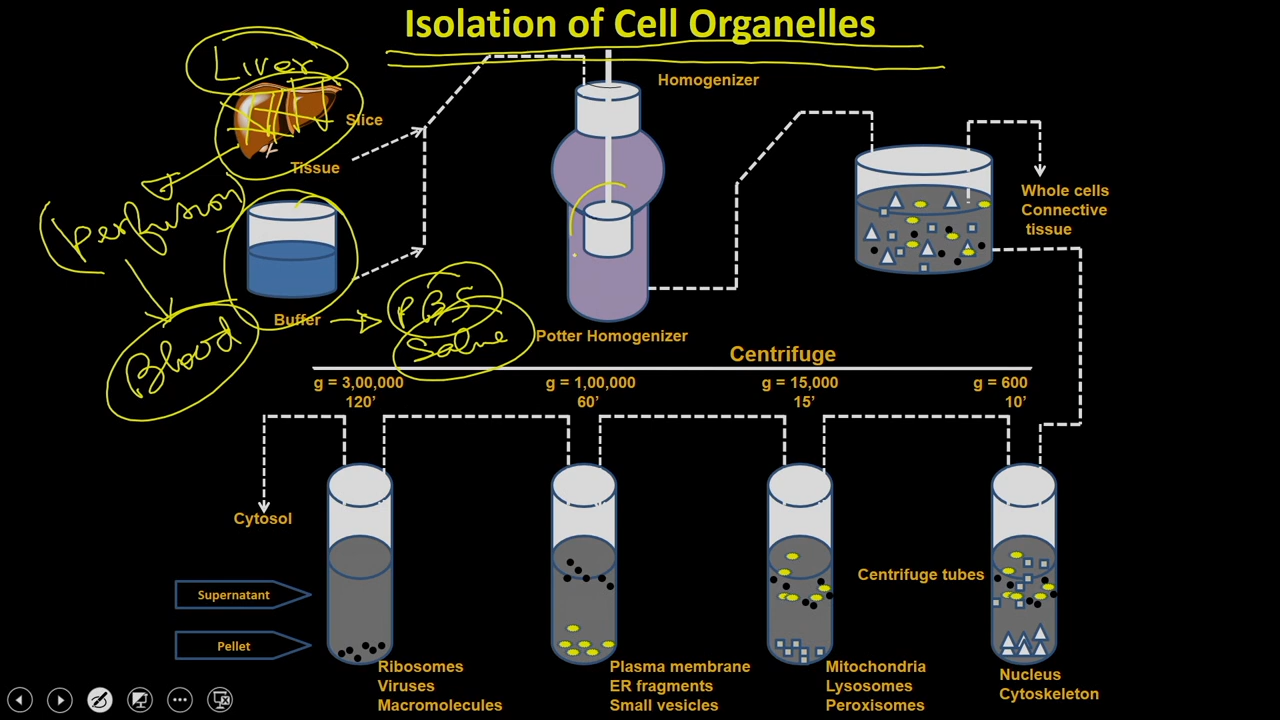 Isolation of Cell Organelles
Liver
Slice
Tissue
Perfusion
Blood
Buffer
PBS
Saline
Homogenizer
Potter Homogenizer
Whole cells
Connective
tissue
Centrifuge
g = 3,00,000
120’
g = 1,00,000
60’
g = 15,000
15’
g = 600
10’
Cytosol
Supernatant
Pellet
Centrifuge tubes
Ribosomes
Viruses
Macromolecules
Plasma membrane
ER fragments
Small vesicles
Mitochondria
Lysosomes
Peroxisomes
Nucleus
Cytoskeleton